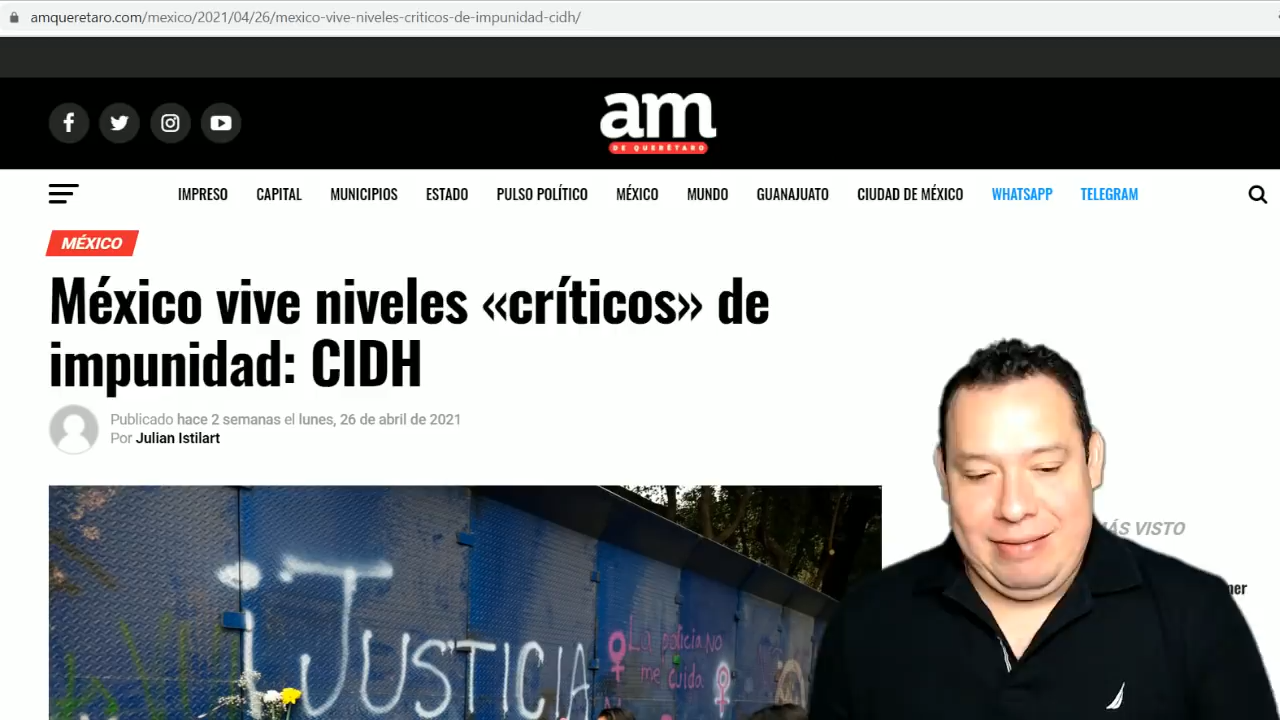 amqueretaro.com/mexico/2021/04/26/mexico-vive-niveles-criticos-de-impunidad-cidh/
am
DE QUERÉTARO
IMPRESO CAPITAL MUNICIPIOS ESTADO PULSO POLÍTICO MÉXICO MUNDO GUANAJUATO CIUDAD DE MÉXICO WHATSAPP TELEGRAM
MÉXICO
México vive niveles «críticos» de
impunidad: CIDH
Publicado hace 2 semanas el lunes, 26 de abril de 2021
Por Julian Istilart
MÁS VISTO
¡JUSTICIA
La policía no
me cuida